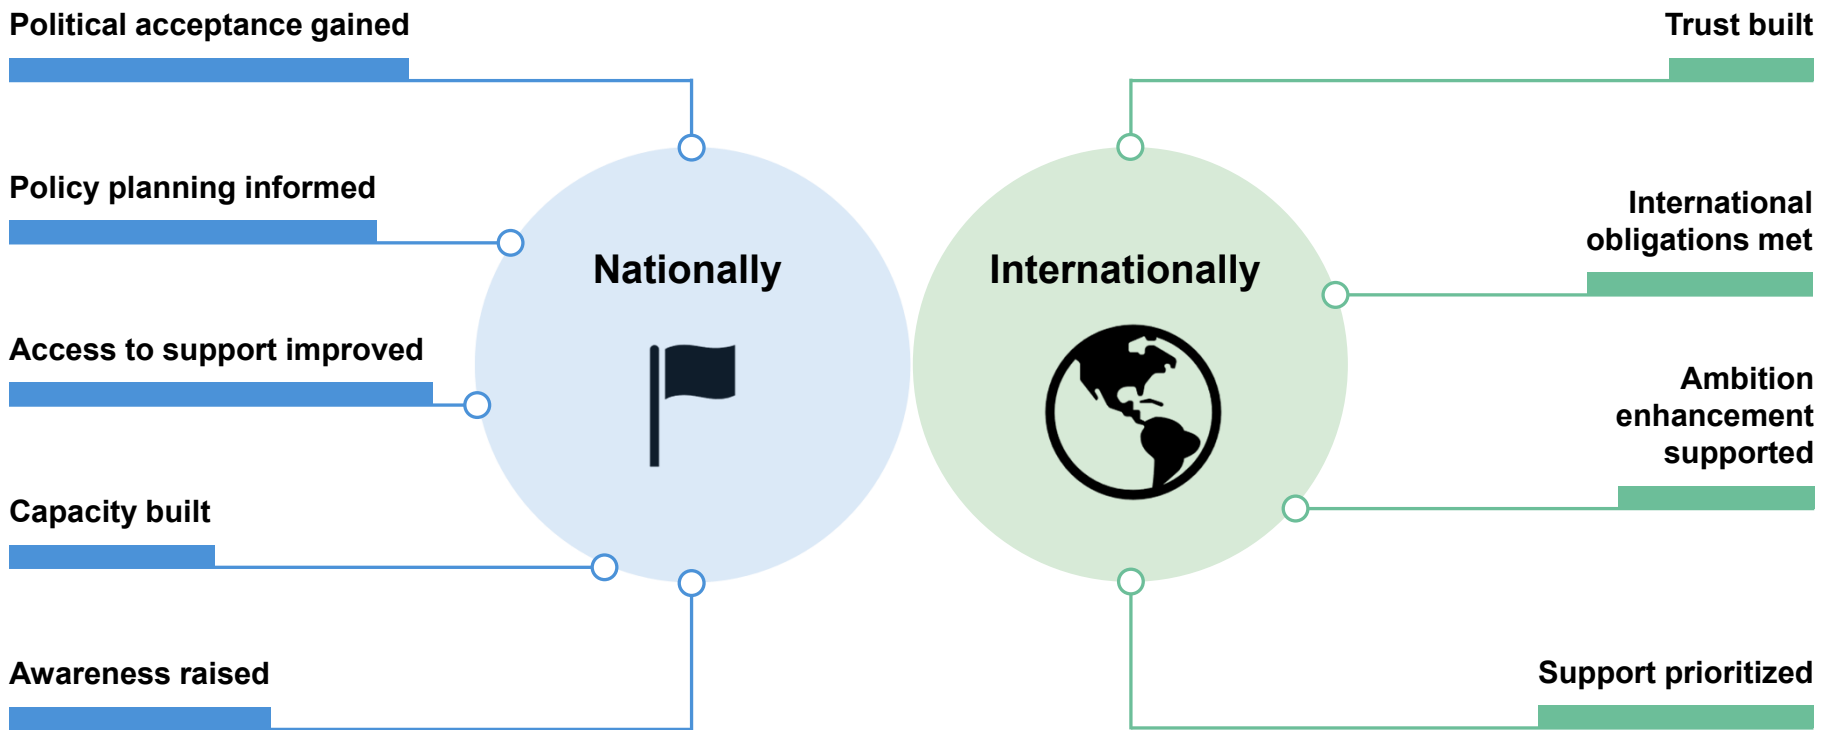 Political acceptance gained
Policy planning informed
Access to support improved
Capacity built
Awareness raised
Nationally
Internationally
Trust built
International
obligations met
Ambition
enhancement
supported
Support prioritized